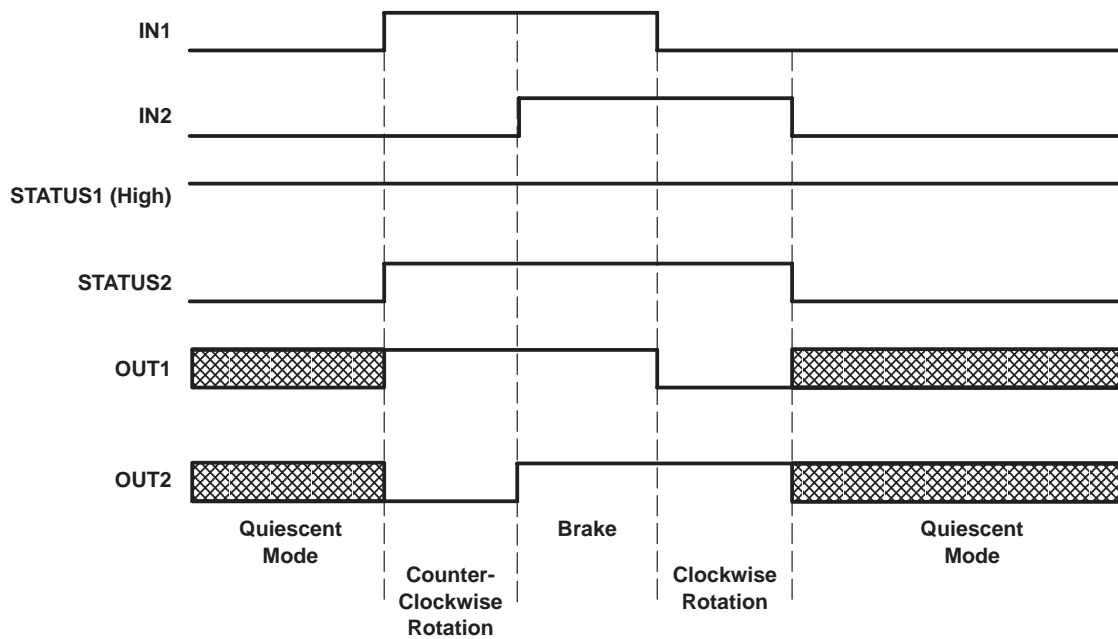 IN1
IN2
STATUS1 (High)
STATUS2
OUT1
OUT2
Quiescent
Mode
Counter-
Clockwise
Rotation
Brake
Clockwise
Rotation
Quiescent
Mode